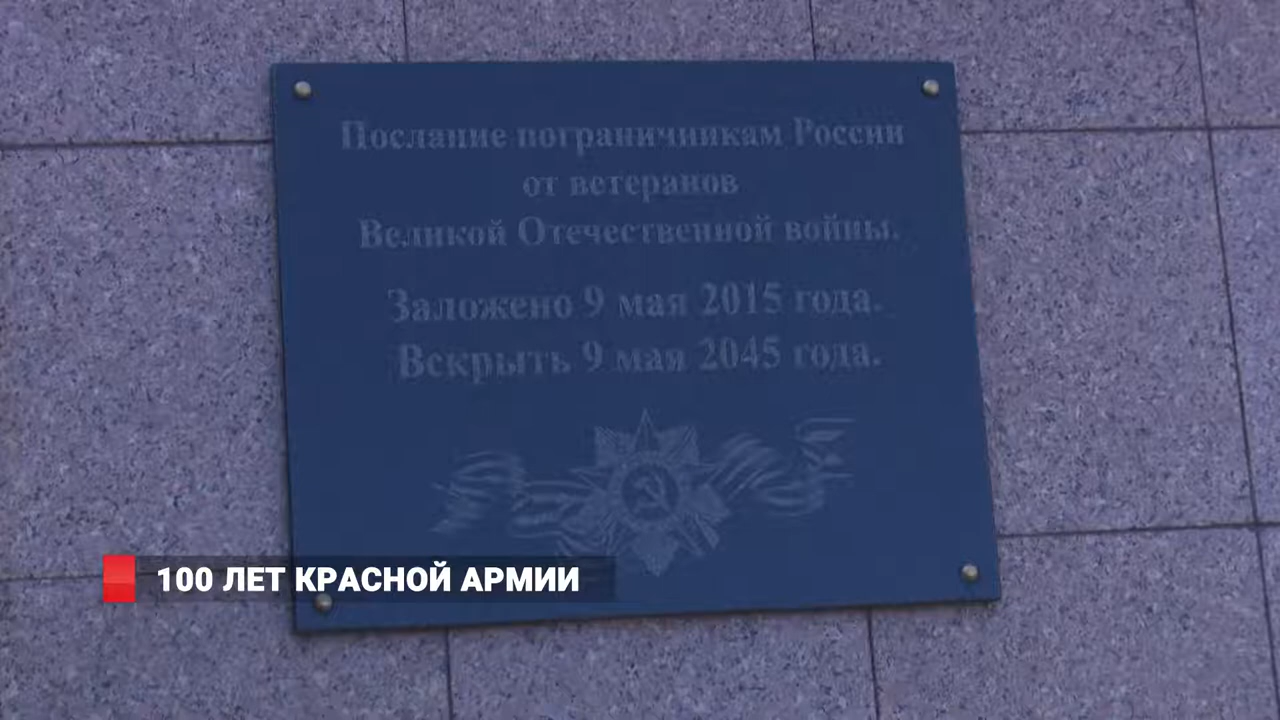 Послание пограничникам России
от ветеранов
Великой Отечественной войны.
Заложено 9 мая 2015 года.
Вскрыть 9 мая 2045 года.
100 ЛЕТ КРАСНОЙ АРМИИ